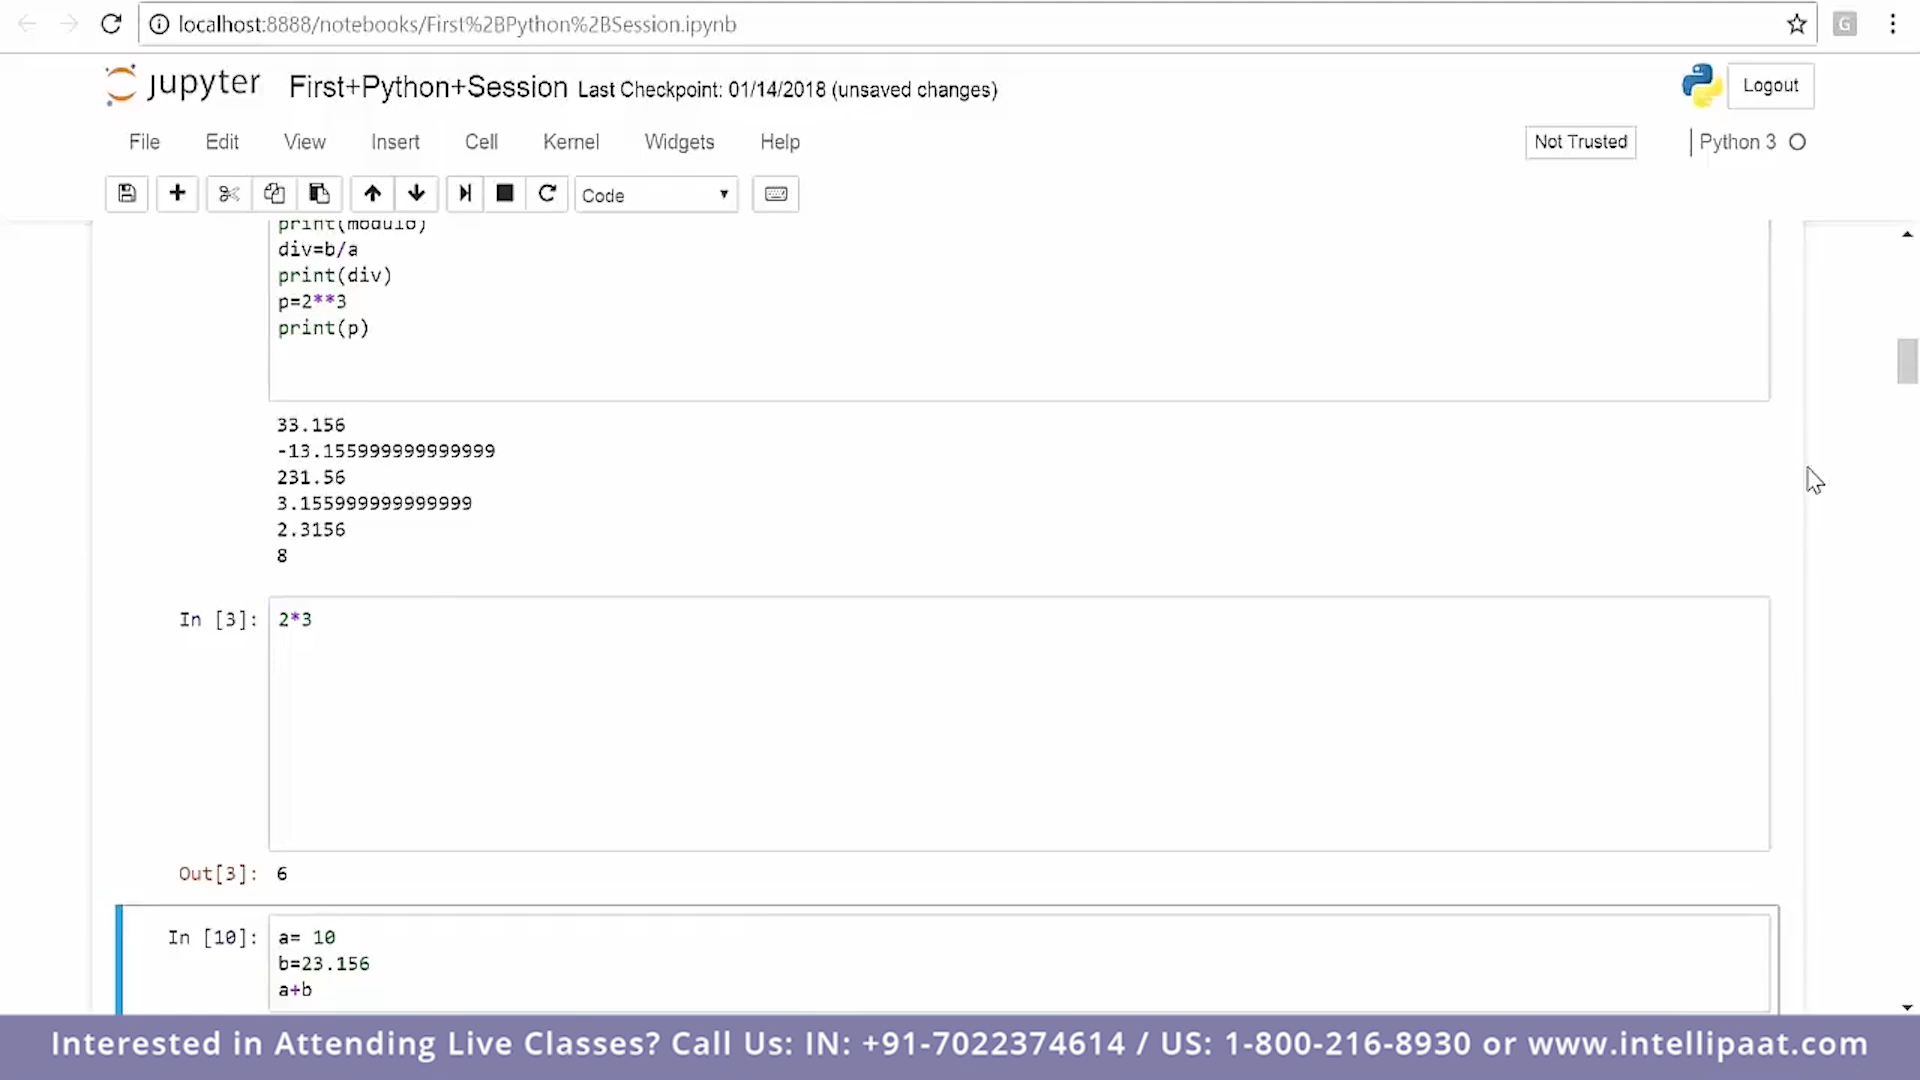 localhost:8888/notebooks/First%2BPython%2BSession.ipynb
G
jupyter First+Python+Session Last Checkpoint: 01/14/2018 (unsaved changes)
Logout
File Edit View Insert Cell Kernel Widgets Help
Not Trusted
Python 3
Code
print(modulo)
div=b/a
print(div)
p=2**3
print(p)
33.156
-13.155999999999999
231.56
3.155999999999999
2.3156
8
In [3]: 2*3
Out[3]: 6
In [10]: a= 10
b=23.156
a+b
Interested in Attending Live Classes? Call Us: IN: +91-7022374614 / US: 1-800-216-8930 or www.intellipaat.com